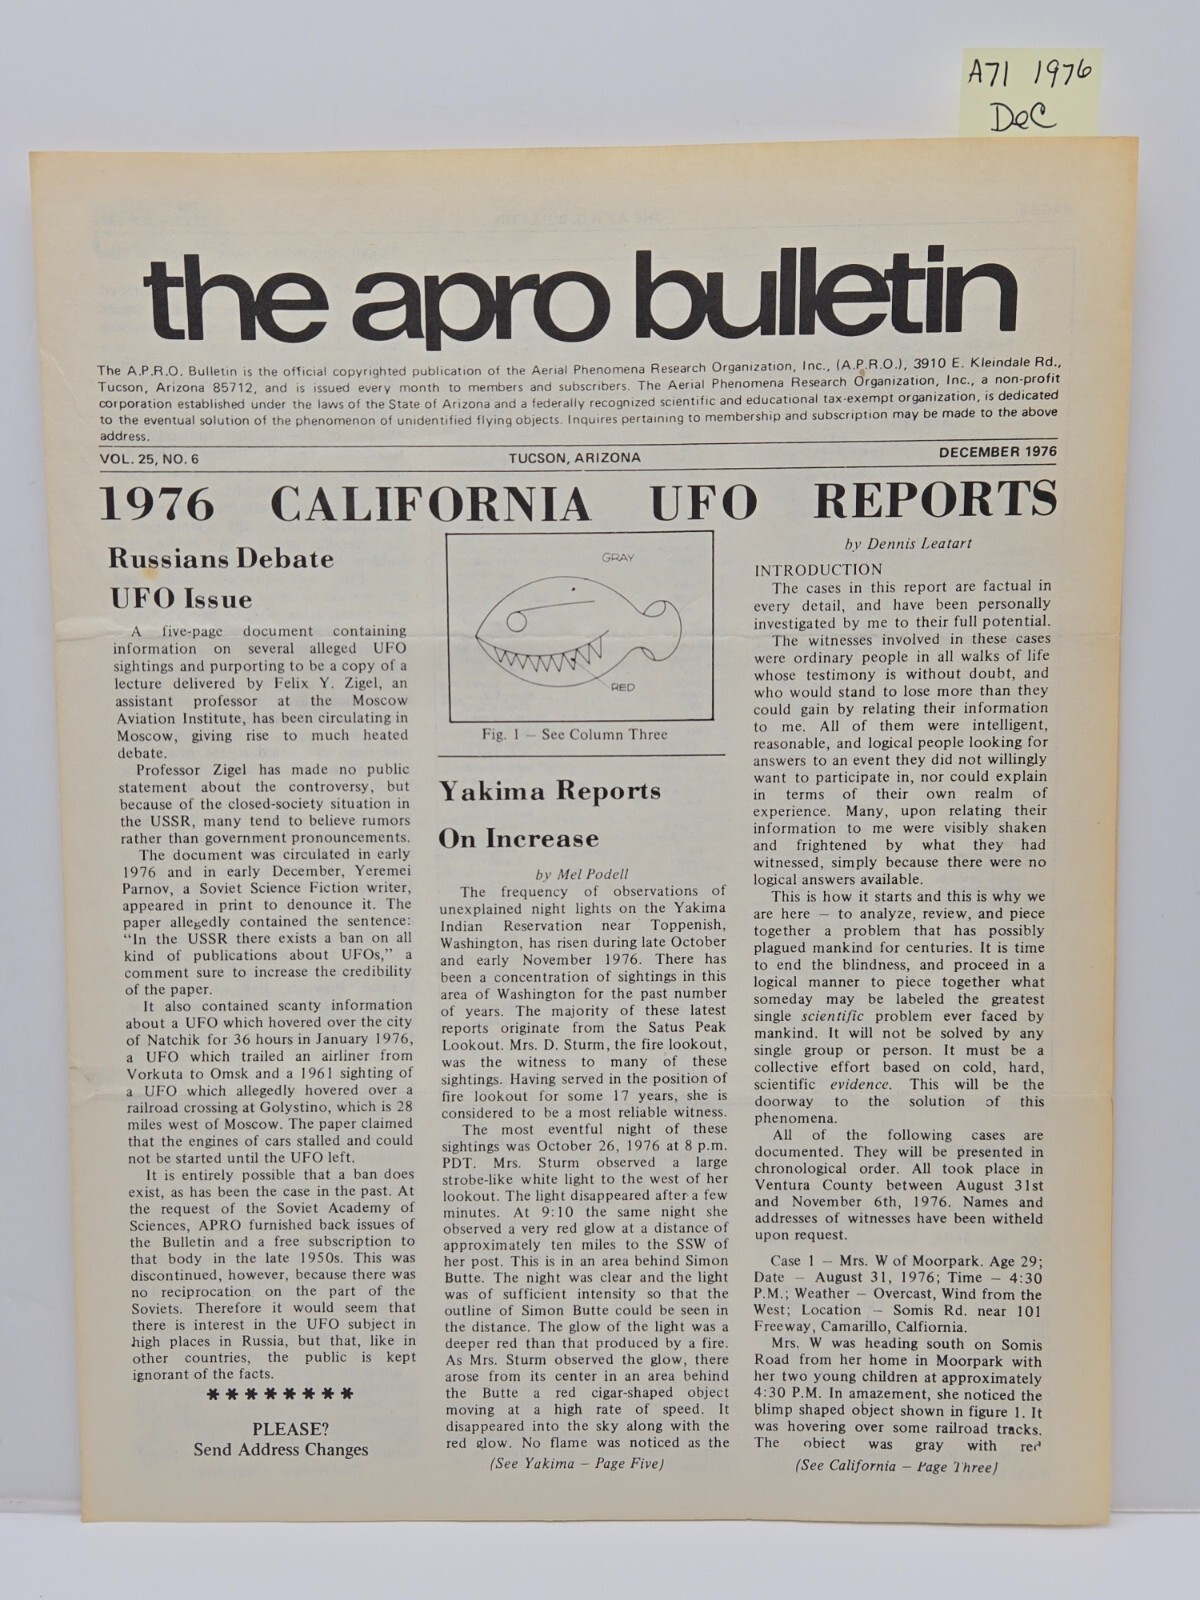 A71 1976
DeC
the apro bulletin
The A.P.R.O. Bulletin is the official copyrighted publication of the Aerial Phenomena Research Organization, Inc., (A.P.R.O.), 3910 E. Kleindale Rd.,
Tucson, Arizona 85712, and is issued every month to members and subscribers. The Aerial Phenomena Research Organization, Inc., a non-profit
corporation established under the laws of the State of Arizona and a federally recognized scientific and educational tax-exempt organization, is dedicated
to the eventual solution of the phenomenon of unidentified flying objects. Inquires pertaining to membership and subscription may be made to the above
address.
VOL. 25, NO. 6 TUCSON, ARIZONA DECEMBER 1976
1976 CALIFORNIA UFO REPORTS
Russians Debate
UFO Issue
A five-page document containing
information on several alleged UFO
sightings and purporting to be a copy of a
lecture delivered by Felix Y. Zigel, an
assistant professor at the Moscow
Aviation Institute, has been circulating in
Moscow, giving rise to much heated
debate.
Professor Zigel has made no public
statement about the controversy, but
because of the closed-society situation in
the USSR, many tend to believe rumors
rather than government pronouncements.
The document was circulated in early
1976 and in early December, Yeremei
Parnov, a Soviet Science Fiction writer,
appeared in print to denounce it. The
paper allegedly contained the sentence:
"In the USSR there exists a ban on all
kind of publications about UFOs," a
comment sure to increase the credibility
of the paper.
It also contained scanty information
about a UFO which hovered over the city
of Natchik for 36 hours in January 1976,
a UFO which trailed an airliner from
Vorkuta to Omsk and a 1961 sighting of
a UFO which allegedly hovered over a
railroad crossing at Golystino, which is 28
miles west of Moscow. The paper claimed
that the engines of cars stalled and could
not be started until the UFO left.
It is entirely possible that a ban does
exist, as has been the case in the past. At
the request of the Soviet Academy of
Sciences, APRO furnished back issues of
the Bulletin and a free subscription to
that body in the late 1950s. This was
discontinued, however, because there was
no reciprocation on the part of the
Soviets. Therefore it would seem that
there is interest in the UFO subject in
high places in Russia, but that, like in
other countries, the public is kept
ignorant of the facts.
********
PLEASE?
Send Address Changes
GRAY
RED
Fig. 1 – See Column Three
Yakima Reports
On Increase
by Mel Podell
The frequency of observations of
unexplained night lights on the Yakima
Indian Reservation near Toppenish,
Washington, has risen during late October
and early November 1976. There has
been a concentration of sightings in this
area of Washington for the past number
of years. The majority of these latest
reports originate from the Satus Peak
Lookout. Mrs. D. Sturm, the fire lookout,
was the witness to many of these
sightings. Having served in the position of
fire lookout for some 17 years, she is
considered to be a most reliable witness.
The most eventful night of these
sightings was October 26, 1976 at 8 p.m.
PDT. Mrs. Sturm observed a large
strobe-like white light to the west of her
lookout. The light disappeared after a few
minutes. At 9:10 the same night she
observed a very red glow at a distance of
approximately ten miles to the SSW of
her post. This is in an area behind Simon
Butte. The night was clear and the light
was of sufficient intensity so that the
outline of Simon Butte could be seen in
the distance. The glow of the light was a
deeper red than that produced by a fire.
As Mrs. Sturm observed the glow, there
arose from its center in an area behind
the Butte a red cigar-shaped object
moving at a high rate of speed. It
disappeared into the sky along with the
red glow. No flame was noticed as the
(See Yakima – Page Five)
by Dennis Leatart
INTRODUCTION
The cases in this report are factual in
every detail, and have been personally
investigated by me to their full potential.
The witnesses involved in these cases
were ordinary people in all walks of life
whose testimony is without doubt, and
who would stand to lose more than they
could gain by relating their information
to me. All of them were intelligent,
reasonable, and logical people looking for
answers to an event they did not willingly
want to participate in, nor could explain
in terms of their own realm of
experience. Many, upon relating their
information to me were visibly shaken
and frightened by what they had
witnessed, simply because there were no
logical answers available.
This is how it starts and this is why we
are here – to analyze, review, and piece
together a problem that has possibly
plagued mankind for centuries. It is time
to end the blindness, and proceed in a
logical manner to piece together what
someday may be labeled the greatest
single scientific problem ever faced by
mankind. It will not be solved by any
single group or person. It must be a
collective effort based on cold, hard,
scientific evidence. This will be the
doorway to the solution of this
phenomena.
All of the following cases are
documented. They will be presented in
chronological order. All took place in
Ventura County between August 31st
and November 6th, 1976. Names and
addresses of witnesses have been witheld
upon request.
Case 1 – Mrs. W of Moorpark. Age 29;
Date – August 31, 1976; Time – 4:30
P.M.; Weather – Overcast, Wind from the
West; Location – Somis Rd. near 101
Freeway, Camarillo, Calfiornia.
Mrs. W was heading south on Somis
Road from her home in Moorpark with
her two young children at approximately
4:30 P.M. In amazement, she noticed the
blimp shaped object shown in figure 1. It
was hovering over some railroad tracks.
The object was gray with red
(See California – Page Three)